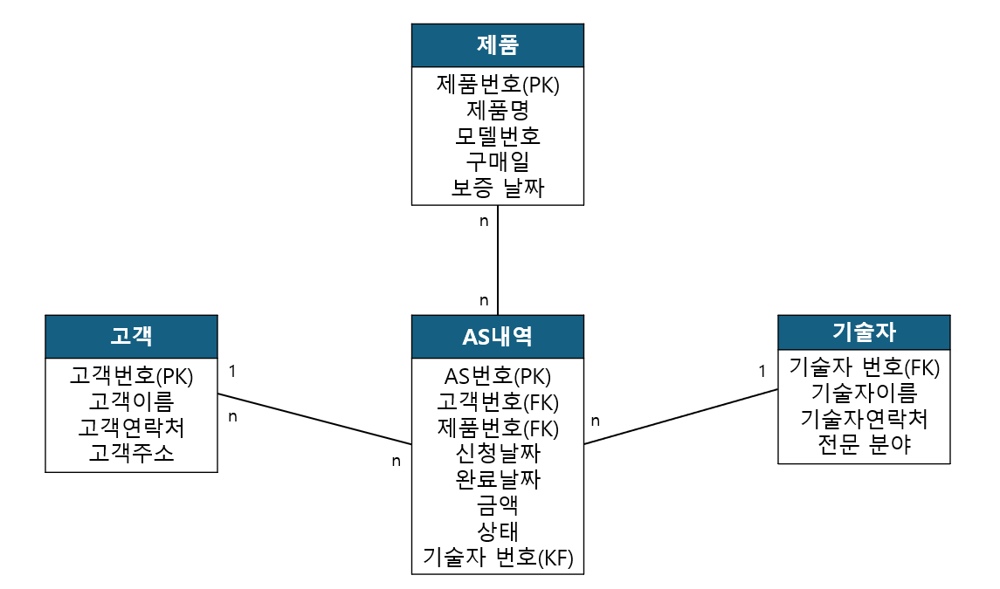 제품
제품번호(PK)
제품명
모델번호
구매일
보증 날짜
n
n
고객
고객번호(PK)
고객이름
고객연락처
고객주소
1
n
n
AS내역
AS번호(PK)
고객번호(FK)
제품번호(FK)
신청날짜
완료날짜
금액
상태
기술자 번호(KF)
1
n
기술자
기술자 번호(FK)
기술자이름
기술자연락처
전문 분야